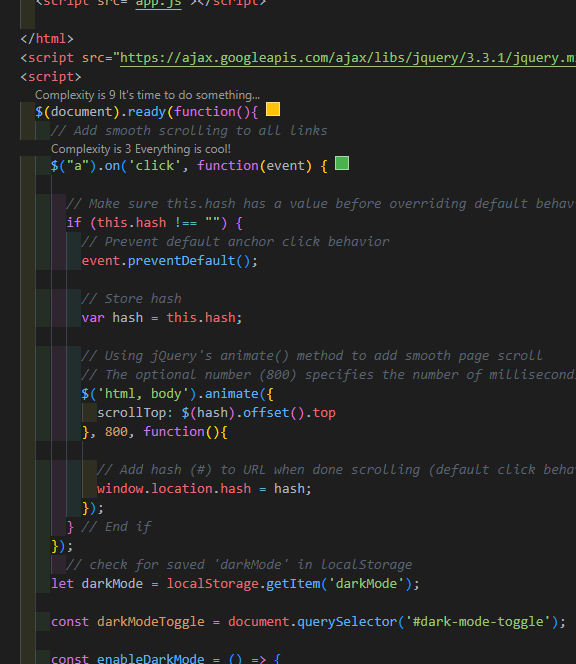 <script src="app.js"></script>
</html>
<script src="https://ajax.googleapis.com/ajax/libs/jquery/3.3.1/jquery.m
<script>
Complexity is 9 It's time to do something...
$(document).ready(function(){
// Add smooth scrolling to all links
Complexity is 3 Everything is cool!
$("a").on('click', function(event) {
// Make sure this.hash has a value before overriding default behav
if (this.hash !== "") {
// Prevent default anchor click behavior
event.preventDefault();
// Store hash
var hash = this.hash;
// Using jQuery's animate() method to add smooth page scroll
// The optional number (800) specifies the number of millisecond
$('html, body').animate({
scrollTop: $(hash).offset().top
}, 800, function(){
// Add hash (#) to URL when done scrolling (default click beha
window.location.hash = hash;
});
} // End if
});
// check for saved 'darkMode' in localStorage
let darkMode = localStorage.getItem('darkMode');
const darkModeToggle = document.querySelector('#dark-mode-toggle');
const enableDarkMode = () => {